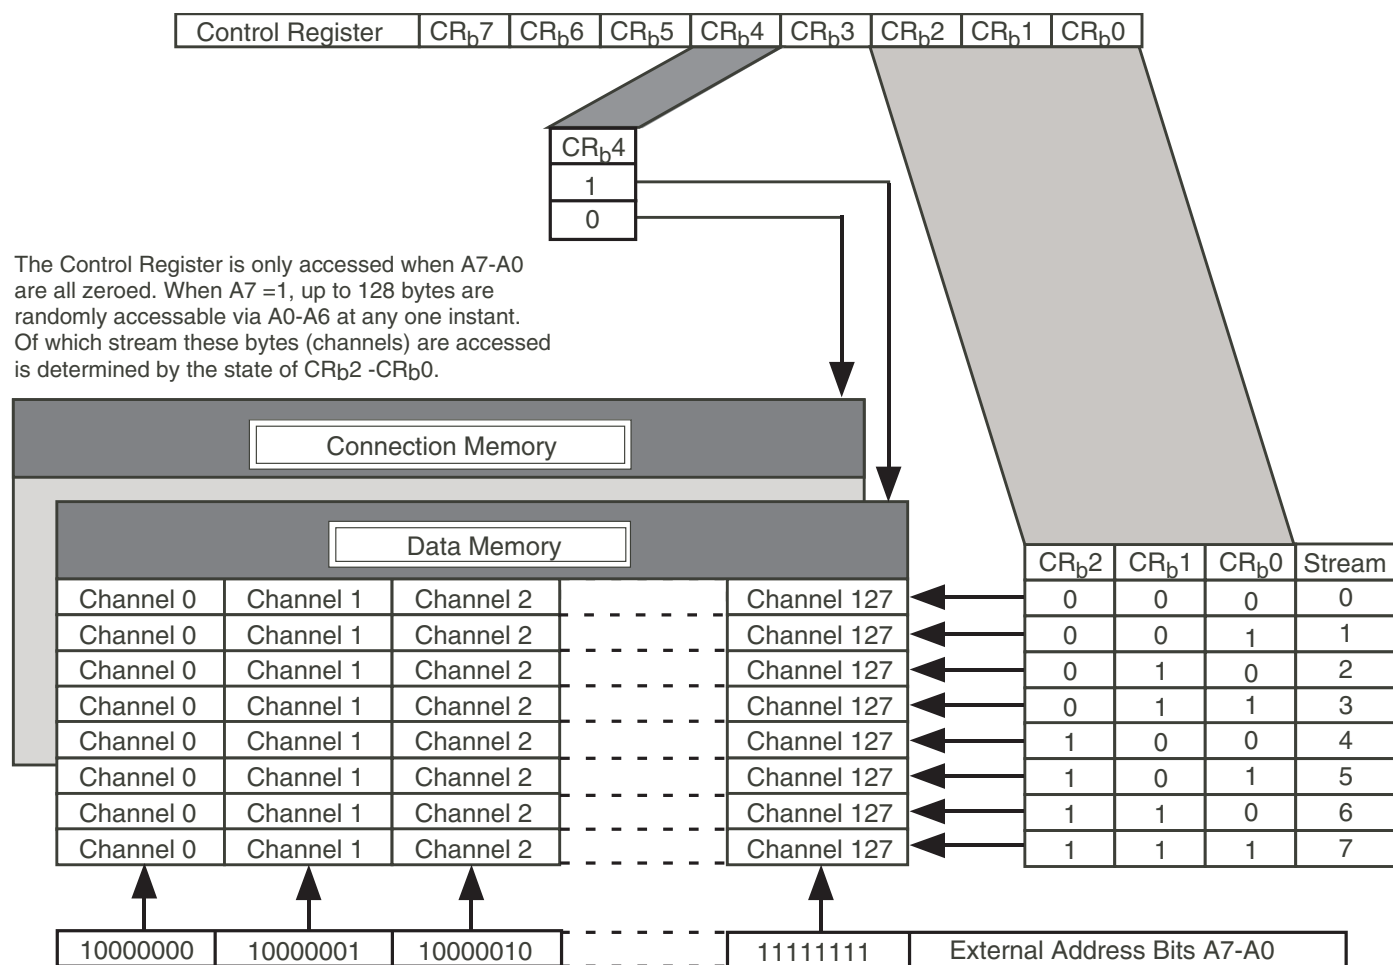 Control Register CRb7 CRb6 CRb5 CRb4 CRb3 CRb2 CRb1 CRb0
CRb4
1
0
The Control Register is only accessed when A7-A0
are all zeroed. When A7 =1, up to 128 bytes are
randomly accessable via A0-A6 at any one instant.
Of which stream these bytes (channels) are accessed
is determined by the state of CRb2 -CRb0.
Connection Memory
Data Memory
CRb2 CRb1 CRb0 Stream
Channel 0 Channel 1 Channel 2 Channel 127 0 0 0 0
Channel 0 Channel 1 Channel 2 Channel 127 0 0 1 1
Channel 0 Channel 1 Channel 2 Channel 127 0 1 0 2
Channel 0 Channel 1 Channel 2 Channel 127 0 1 1 3
Channel 0 Channel 1 Channel 2 Channel 127 1 0 0 4
Channel 0 Channel 1 Channel 2 Channel 127 1 0 1 5
Channel 0 Channel 1 Channel 2 Channel 127 1 1 0 6
Channel 0 Channel 1 Channel 2 Channel 127 1 1 1 7
10000000 10000001 10000010 11111111 External Address Bits A7-A0